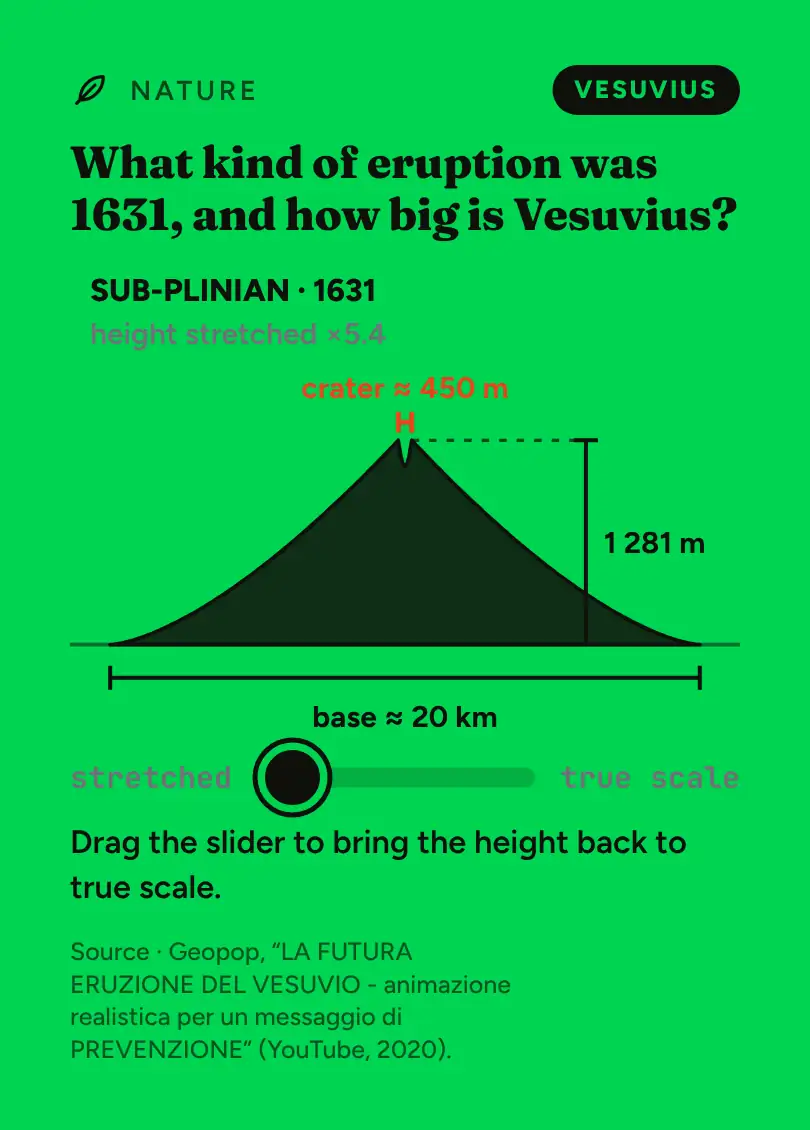 NATURE
VESUVIUS
What kind of eruption was
1631, and how big is Vesuvius?
SUB-PLINIAN · 1631
height stretched ×5.4
crater ≈ 450 m
1 281 m
base ≈ 20 km
stretched
true scale
Drag the slider to bring the height back to
true scale.
Source · Geopop, “LA FUTURA
ERUZIONE DEL VESUVIO - animazione
realistica per un messaggio di
PREVENZIONE” (YouTube, 2020).